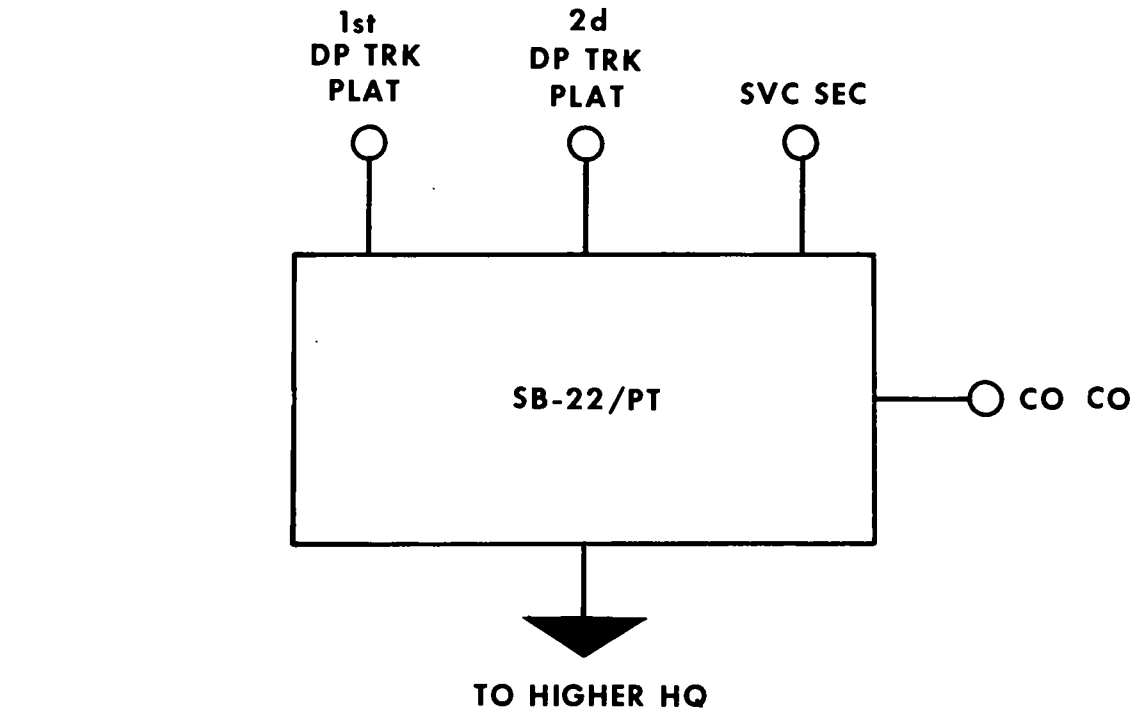 1st
DP TRK
PLAT
2d
DP TRK
PLAT
SVC SEC
SB-22/PT
CO CO
TO HIGHER HQ